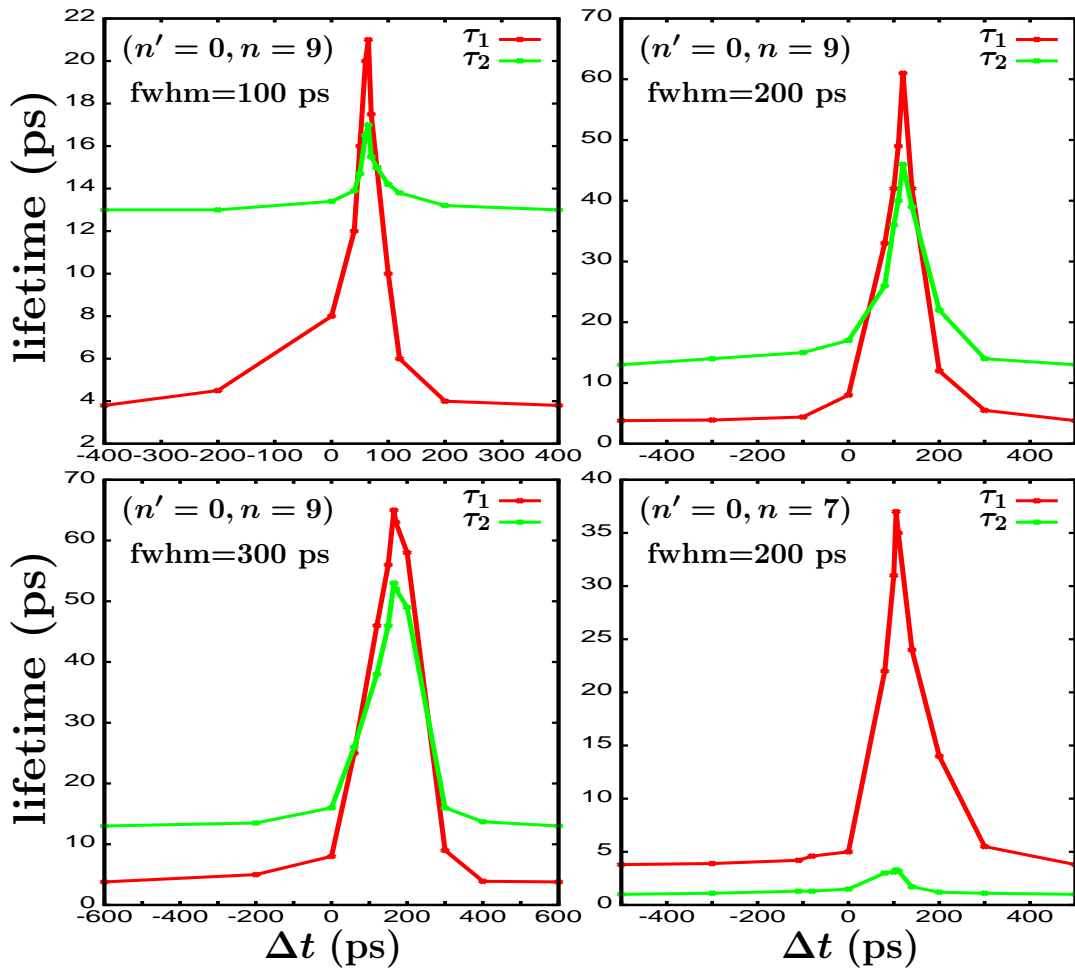 (n′ = 0, n = 9)
fwhm=100 ps
τ1
τ2
22
20
18
16
14
12
10
8
6
4
2
-400 -300 -200 -100 0 100 200 300 400
lifetime (ps)
(n′ = 0, n = 9)
fwhm=200 ps
τ1
τ2
70
60
50
40
30
20
10
0
-400 -200 0 200 400
(n′ = 0, n = 9)
fwhm=300 ps
τ1
τ2
70
60
50
40
30
20
10
0
-600 -400 -200 0 200 400 600
lifetime (ps)
Δt (ps)
(n′ = 0, n = 7)
fwhm=200 ps
τ1
τ2
40
35
30
25
20
15
10
5
0
-400 -200 0 200 400
Δt (ps)